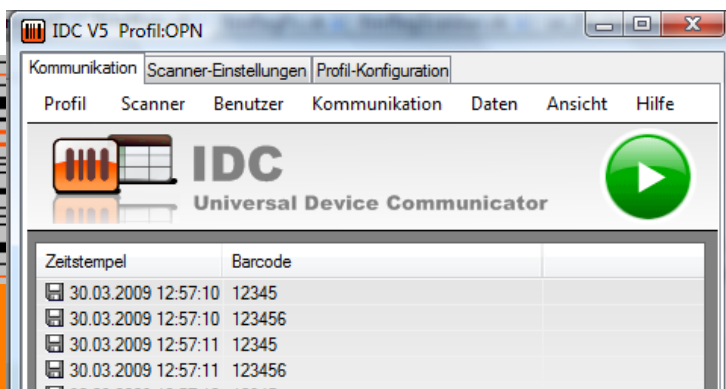 IDC V5 Profil:OPN
Kommunikation Scanner-Einstellungen Profil-Konfiguration
Profil Scanner Benutzer Kommunikation Daten Ansicht Hilfe
IDC
Universal Device Communicator
Zeitstempel Barcode
30.03.2009 12:57:10 12345
30.03.2009 12:57:10 123456
30.03.2009 12:57:11 12345
30.03.2009 12:57:11 123456